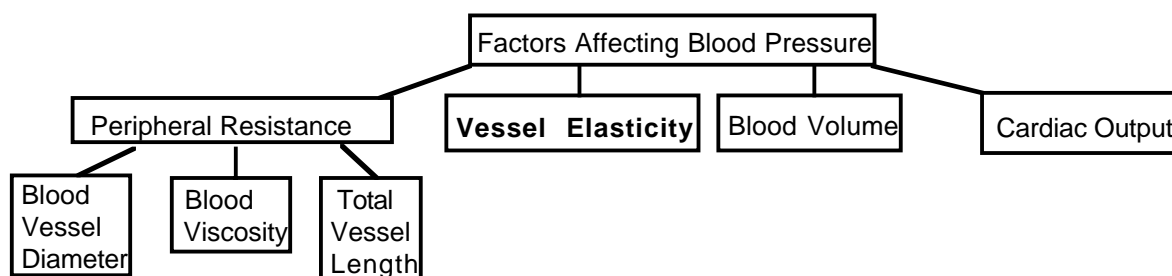 Factors Affecting Blood Pressure
Peripheral Resistance
Vessel Elasticity
Blood Volume
Cardiac Output
Blood
Vessel
Diameter
Blood
Viscosity
Total
Vessel
Length